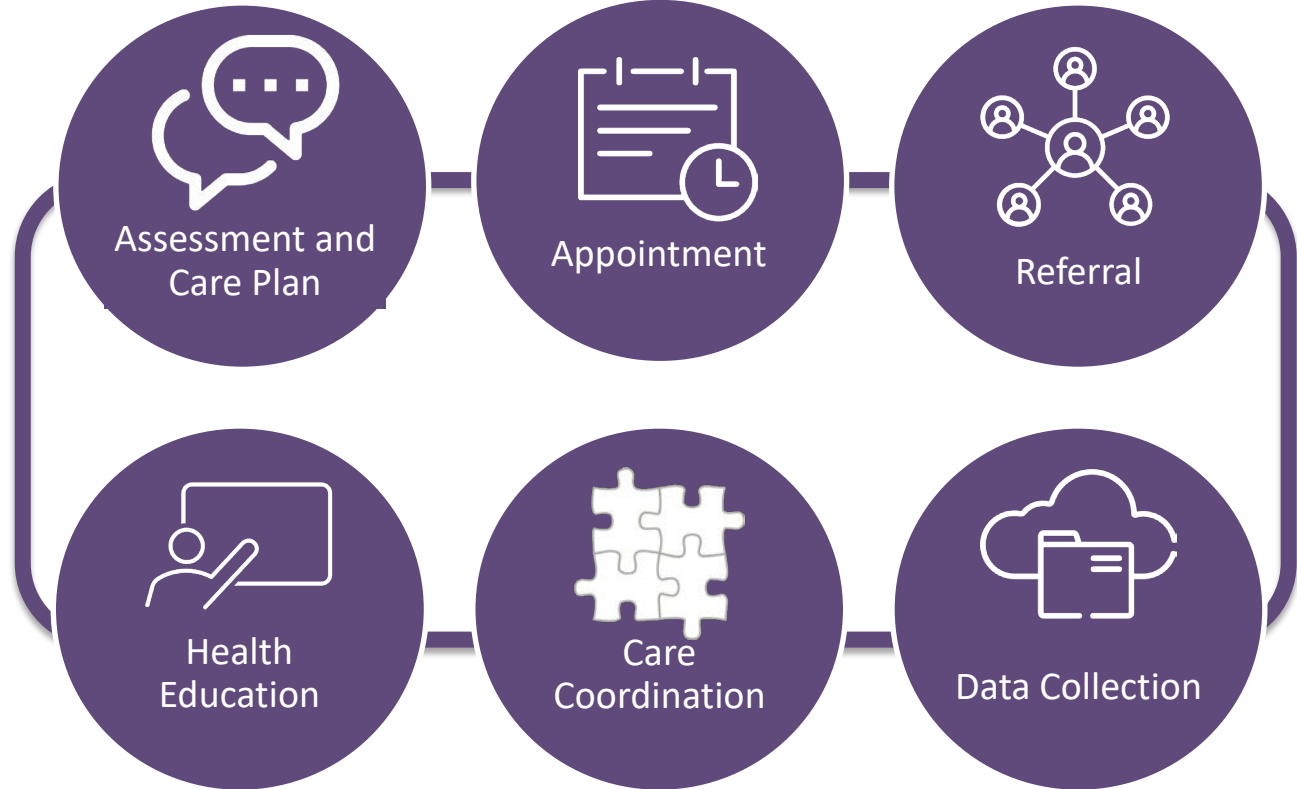 Assessment and
Care Plan
Appointment
Referral
Health
Education
Care
Coordination
Data Collection